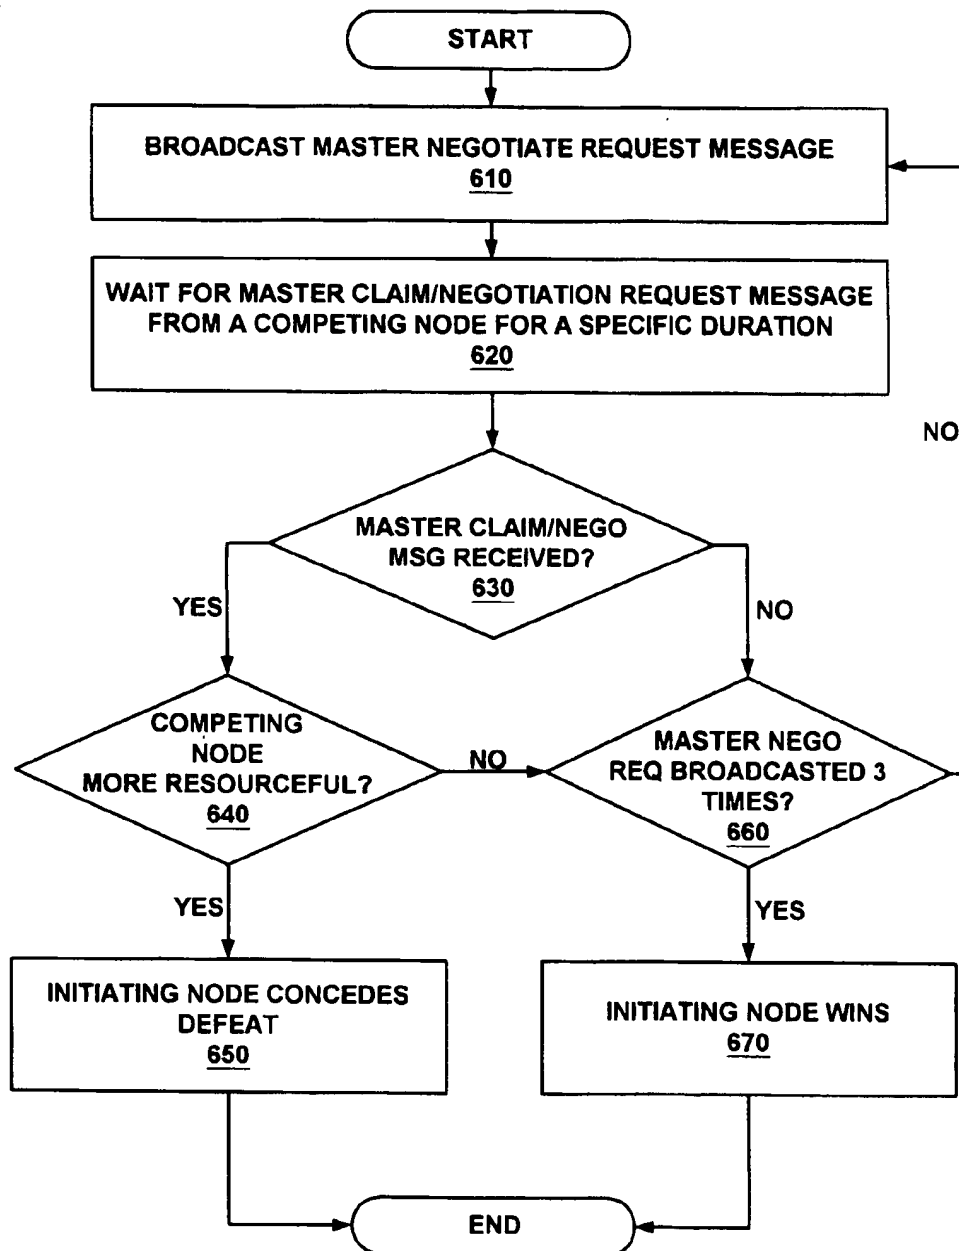 START
BROADCAST MASTER NEGOTIATE REQUEST MESSAGE
610
WAIT FOR MASTER CLAIM/NEGOTIATION REQUEST MESSAGE
FROM A COMPETING NODE FOR A SPECIFIC DURATION
620
NO
MASTER CLAIM/NEGO
MSG RECEIVED?
630
YES
NO
COMPETING
NODE
MORE RESOURCEFUL?
640
NO
MASTER NEGO
REQ BROADCASTED 3
TIMES?
660
YES
YES
INITIATING NODE CONCEDES
DEFEAT
650
INITIATING NODE WINS
670
END